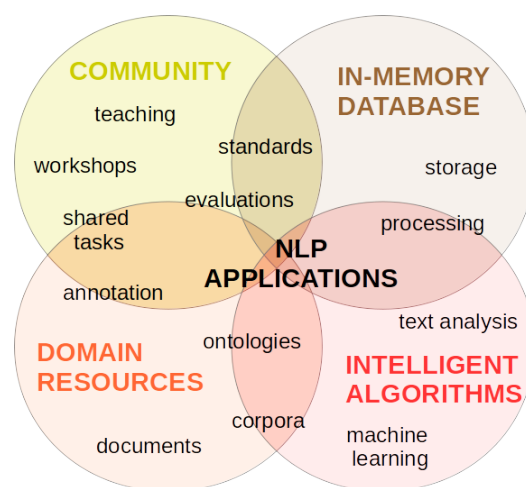 COMMUNITY
IN-MEMORY
DATABASE
teaching
standards
workshops
storage
evaluations
shared
tasks
processing
NLP
APPLICATIONS
annotation
text analysis
ontologies
DOMAIN
RESOURCES
INTELLIGENT
ALGORITHMS
corpora
documents
machine
learning